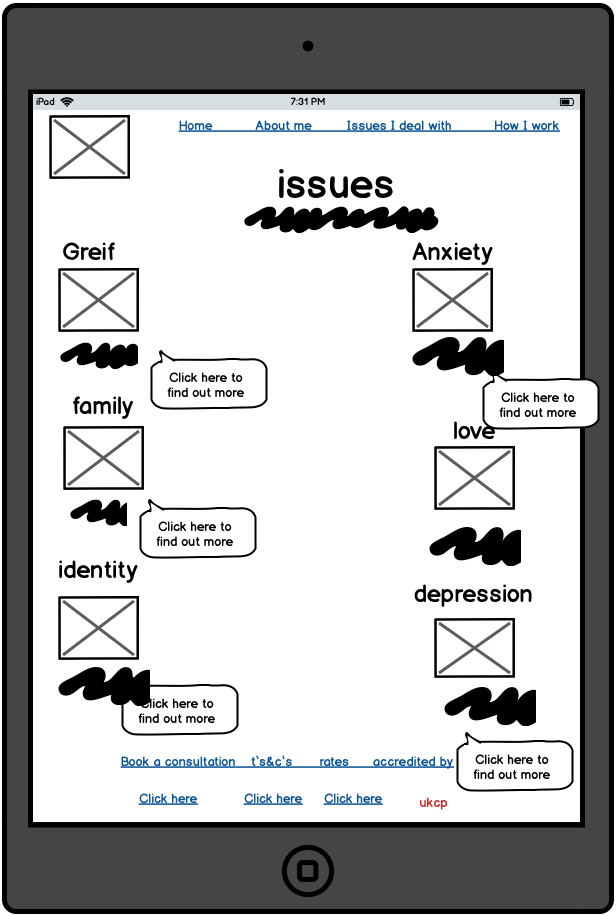 iPad 7:31 PM
Home About me Issues I deal with How I work
issues
Greif Anxiety
Click here to
find out more
Click here to
find out more
family love
Click here to
find out more
identity depression
Click here to
find out more
Click here to
find out more
Book a consultation t's&c's rates accredited by
Click here Click here Click here ukcp